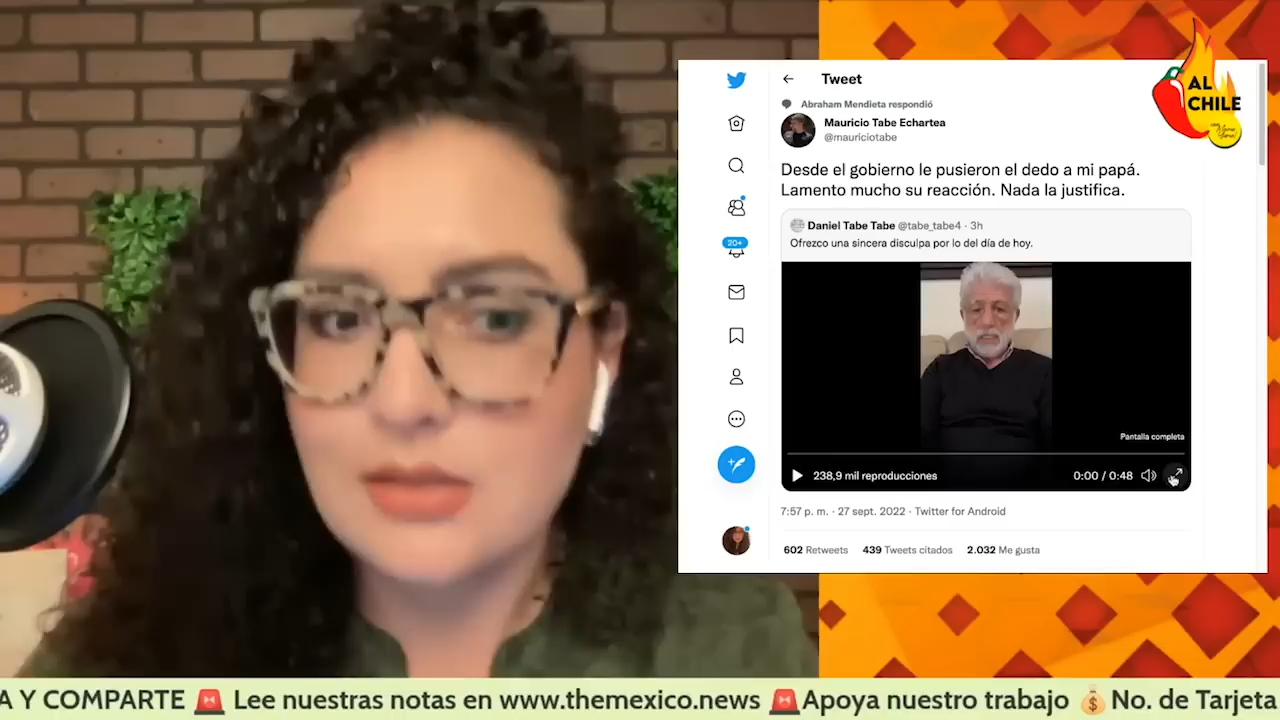 Tweet
Abraham Mendieta respondió
Mauricio Tabe Echartea
@mauriciotabe
Desde el gobierno le pusieron el dedo a mi papá.
Lamento mucho su reacción. Nada la justifica.
Daniel Tabe Tabe @tabe_tabe4 · 3h
Ofrezco una sincera disculpa por lo del día de hoy.
Pantalla completa
238,9 mil reproducciones
0:00 / 0:48
7:57 p. m. · 27 sept. 2022 · Twitter for Android
602 Retweets 439 Tweets citados 2.032 Me gusta
20+
AL
CHILE
A Y COMPARTE 🚨 Lee nuestras notas en www.themexico.news 🚨Apoya nuestro trabajo 💰No. de Tarjeta